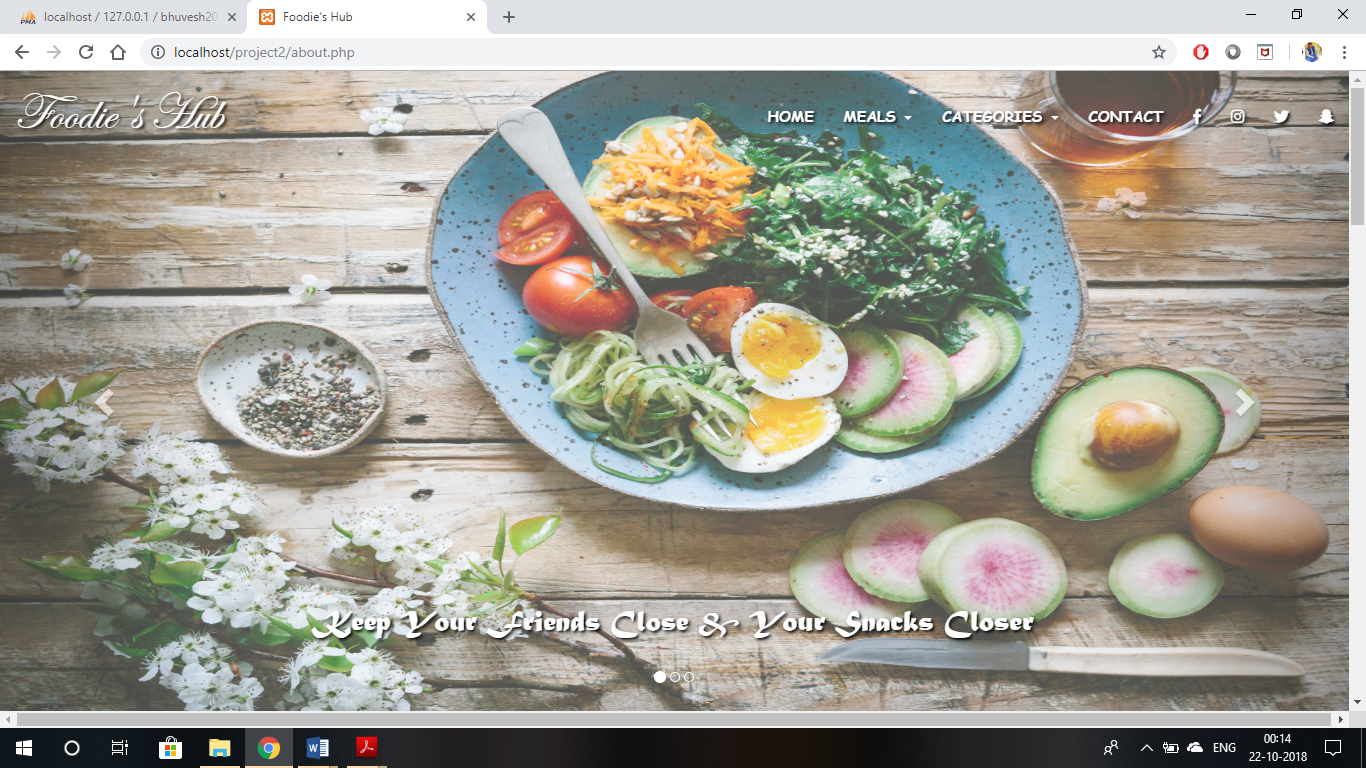 localhost / 127.0.0.1 / bhuvesh20
Foodie's Hub
localhost/project2/about.php
Foodie's Hub
HOME MEALS CATEGORIES CONTACT
Keep Your Friends Close & Your Snacks Closer
ENG
00:14
22-10-2018